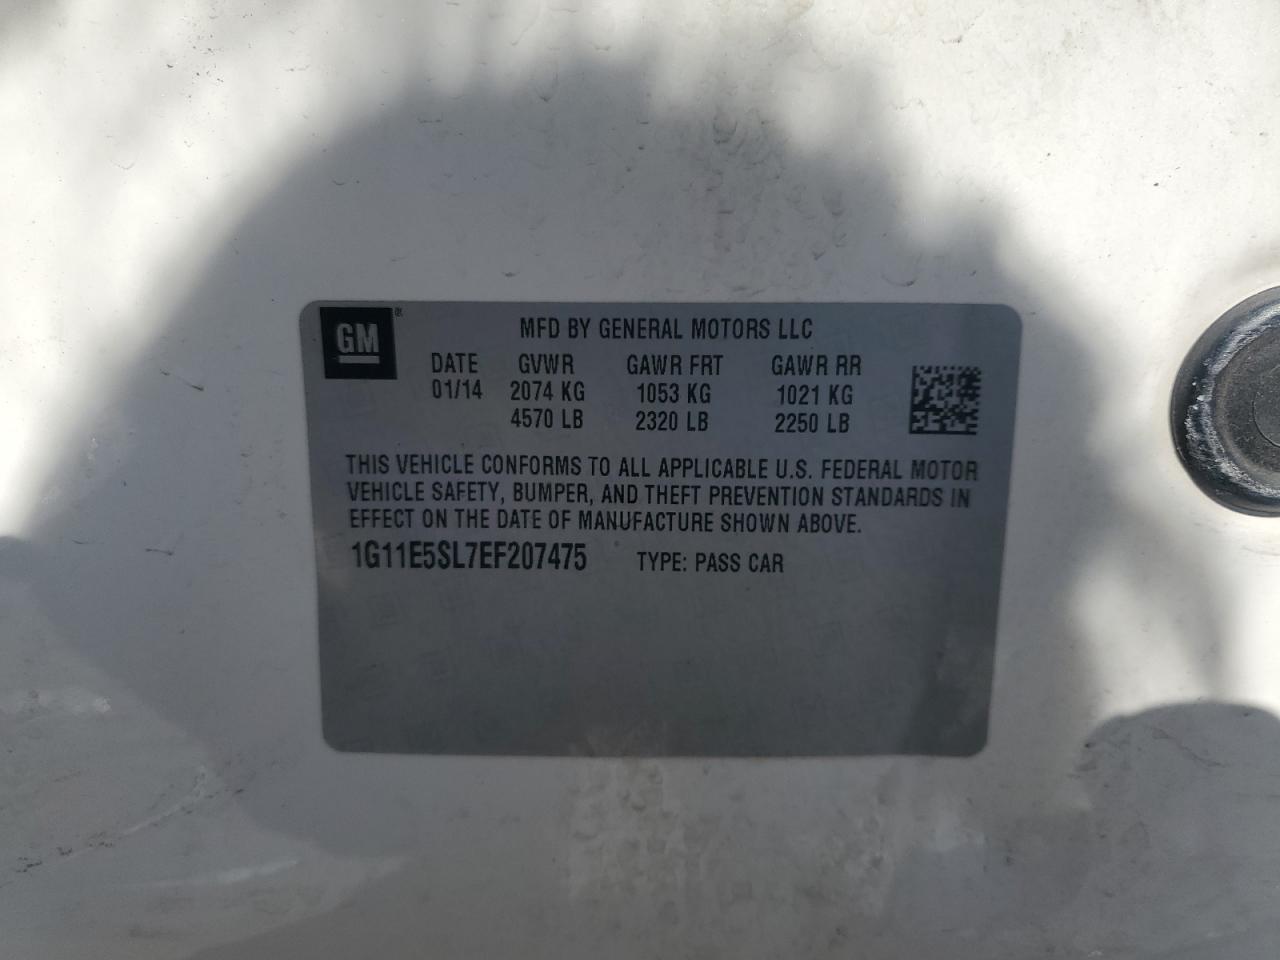 GM ®
MFD BY GENERAL MOTORS LLC
DATE GVWR GAWR FRT GAWR RR
01/14 2074 KG 1053 KG 1021 KG
4570 LB 2320 LB 2250 LB
THIS VEHICLE CONFORMS TO ALL APPLICABLE U.S. FEDERAL MOTOR
VEHICLE SAFETY, BUMPER, AND THEFT PREVENTION STANDARDS IN
EFFECT ON THE DATE OF MANUFACTURE SHOWN ABOVE.
1G11E5SL7EF207475 TYPE: PASS CAR